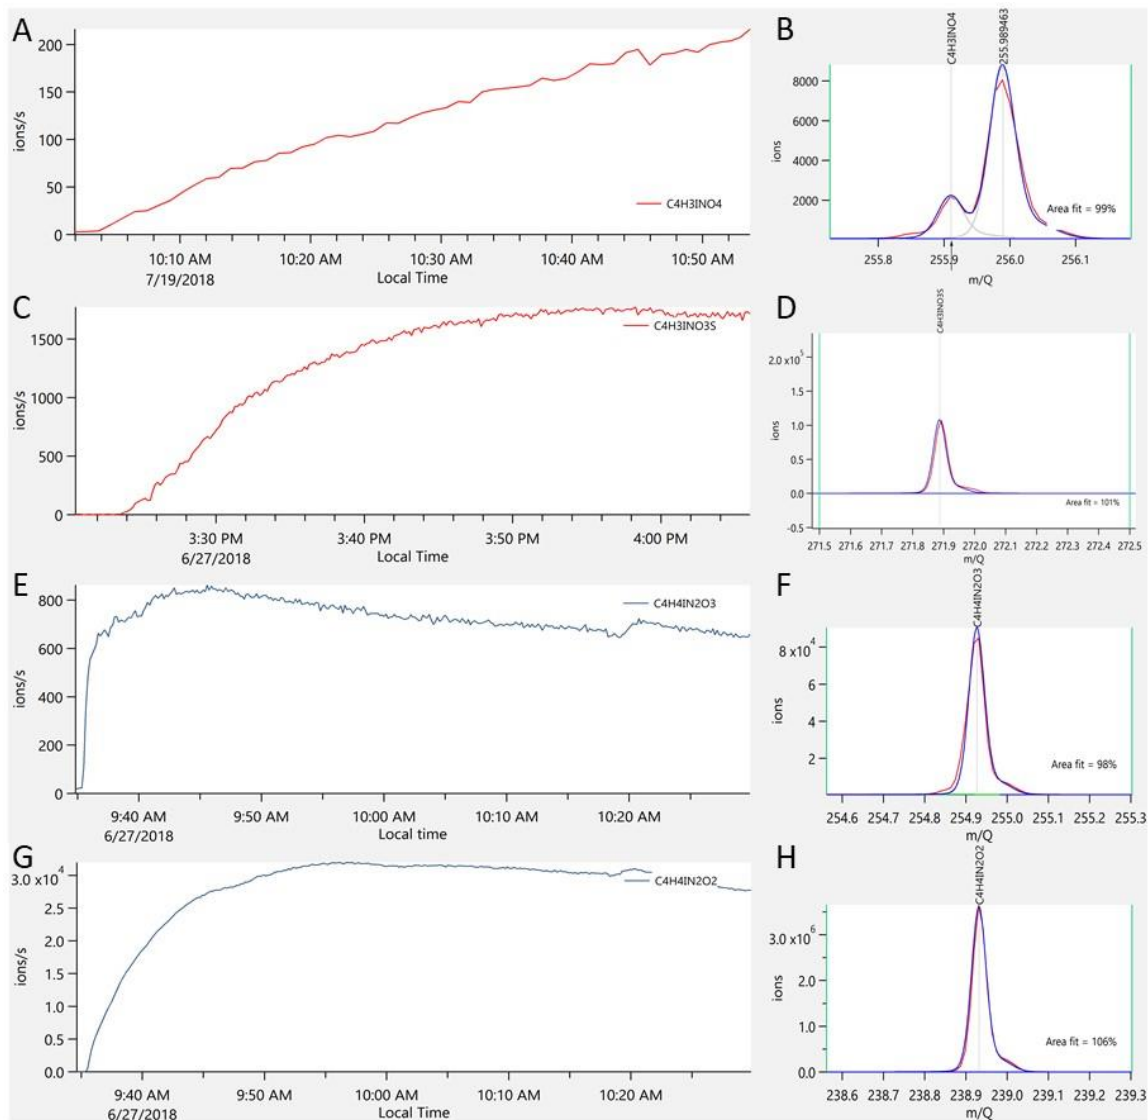 A
200
150
100
50
0
ions/s
C4H3INO4
10:10 AM 10:20 AM 10:30 AM 10:40 AM 10:50 AM
7/19/2018
Local Time
B
C4H3INO4
255.989463
8000
6000
4000
2000
ions
Area fit = 99%
255.8 255.9 256.0 256.1
m/Q
C
1500
1000
500
0
ions/s
C4H3INO3S
3:30 PM 3:40 PM 3:50 PM 4:00 PM
6/27/2018
Local Time
D
C4H3INO3S
2.0 x10⁵
1.5
1.0
0.5
0.0
-0.5
ions
Area fit = 101%
271.5 271.6 271.7 271.8 271.9 272.0 272.1 272.2 272.3 272.4 272.5
m/Q
E
800
600
400
200
0
ions/s
C4H4IN2O3
9:40 AM 9:50 AM 10:00 AM 10:10 AM 10:20 AM
6/27/2018
Local time
F
C4H4IN2O3
8 x10⁴
6
4
2
ions
Area fit = 98%
254.6 254.7 254.8 254.9 255.0 255.1 255.2 255.3
m/Q
G
3.0 x10⁴
2.5
2.0
1.5
1.0
0.5
0.0
ions/s
C4H4IN2O2
9:40 AM 9:50 AM 10:00 AM 10:10 AM 10:20 AM
6/27/2018
Local Time
H
C4H4IN2O2
3.0 x10⁶
2.0
1.0
0.0
ions
Area fit = 106%
238.6 238.7 238.8 238.9 239.0 239.1 239.2
m/Q